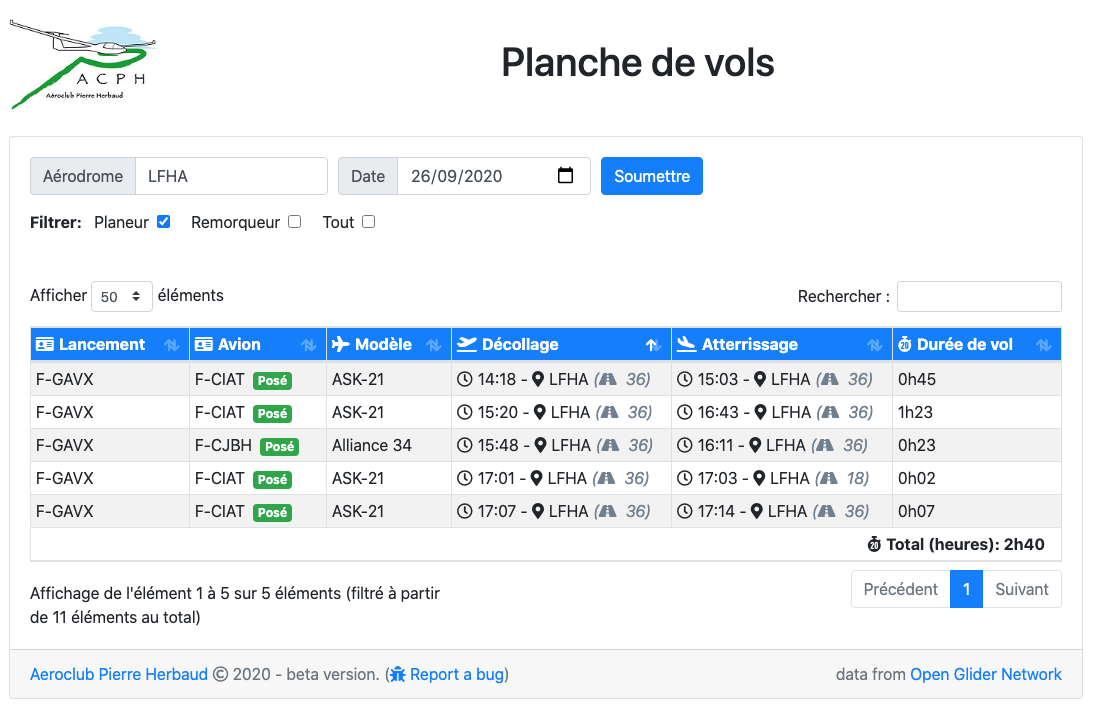 A C P H
Aéroclub Pierre Herbaud
Planche de vols
Aérodrome LFHA Date 26/09/2020 Soumettre
Filtrer: Planeur Remorqueur Tout
Afficher 50 éléments Rechercher :
Lancement Avion Modèle Décollage Atterrissage 20 Durée de vol
F-GAVX F-CIAT Posé ASK-21 14:18 - LFHA ( 36) 15:03 - LFHA ( 36) 0h45
F-GAVX F-CIAT Posé ASK-21 15:20 - LFHA ( 36) 16:43 - LFHA ( 36) 1h23
F-GAVX F-CJBH Posé Alliance 34 15:48 - LFHA ( 36) 16:11 - LFHA ( 36) 0h23
F-GAVX F-CIAT Posé ASK-21 17:01 - LFHA ( 36) 17:03 - LFHA ( 18) 0h02
F-GAVX F-CIAT Posé ASK-21 17:07 - LFHA ( 36) 17:14 - LFHA ( 36) 0h07
20 Total (heures): 2h40
Affichage de l'élément 1 à 5 sur 5 éléments (filtré à partir
de 11 éléments au total)
Précédent 1 Suivant
Aeroclub Pierre Herbaud © 2020 - beta version. ( Report a bug) data from Open Glider Network